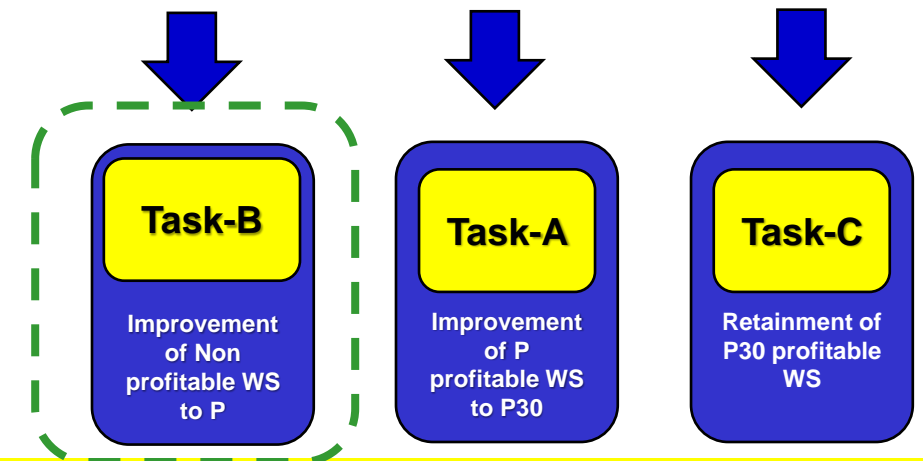 Task-B
Improvement
of Non
profitable WS
to P
Task-A
Improvement
of P
profitable WS
to P30
Task-C
Retainment of
P30 profitable
WS